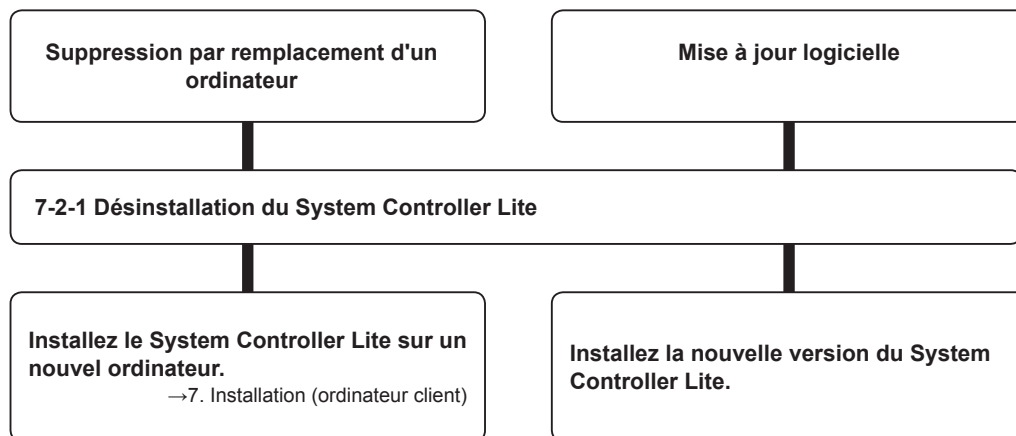 Suppression par remplacement d'un
ordinateur
Mise à jour logicielle
7-2-1 Désinstallation du System Controller Lite
Installez le System Controller Lite sur un
nouvel ordinateur.
→7. Installation (ordinateur client)
Installez la nouvelle version du System
Controller Lite.